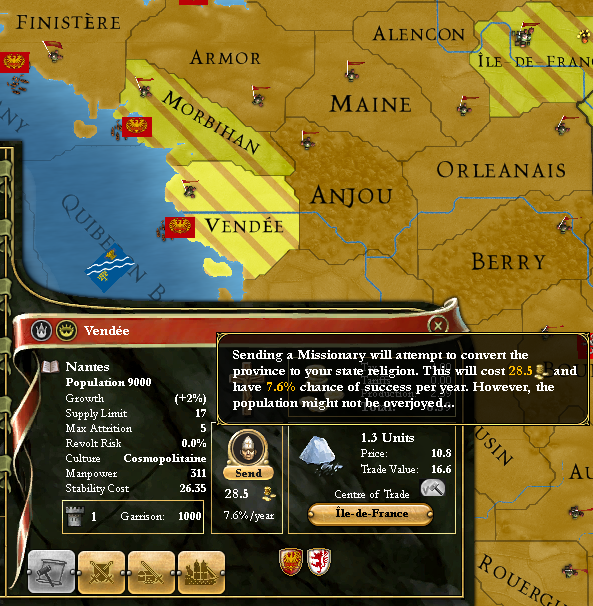 FINISTÈRE
ALENCON
ARMOR
ÎLE-DE-FRANC
MAINE
MORBIHAN
ANY
ORLEANAIS
ANJOU
VENDÉE
QUIBERON B
BERRY
Vendée
Sending a Missionary will attempt to convert the
province to your state religion. This will cost 28.5 and
have 7.6% chance of success per year. However, the
population might not be overjoyed...
Nantes
Population 9000
Growth (+2%)
Supply Limit 17
Max Attrition 5
Revolt Risk 0.0%
Culture Cosmopolitaine
Manpower 311
Stability Cost 26.35
1 Garrison: 1000
Send
28.5
7.6%/year
1.3 Units
Price: 10.8
Trade Value: 16.6
Centre of Trade
Île-de-France
USIN
AU
ROUERGU